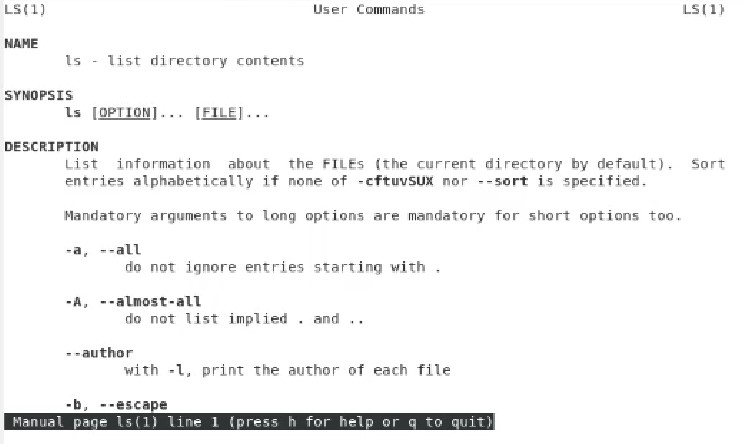 LS(1) User Commands LS(1)
NAME
ls - list directory contents
SYNOPSIS
ls [OPTION]... [FILE]...
DESCRIPTION
List information about the FILEs (the current directory by default). Sort
entries alphabetically if none of -cftuvSUX nor --sort is specified.
Mandatory arguments to long options are mandatory for short options too.
-a, --all
do not ignore entries starting with .
-A, --almost-all
do not list implied . and ..
--author
with -l, print the author of each file
-b, --escape
Manual page ls(1) line 1 (press h for help or q to quit)